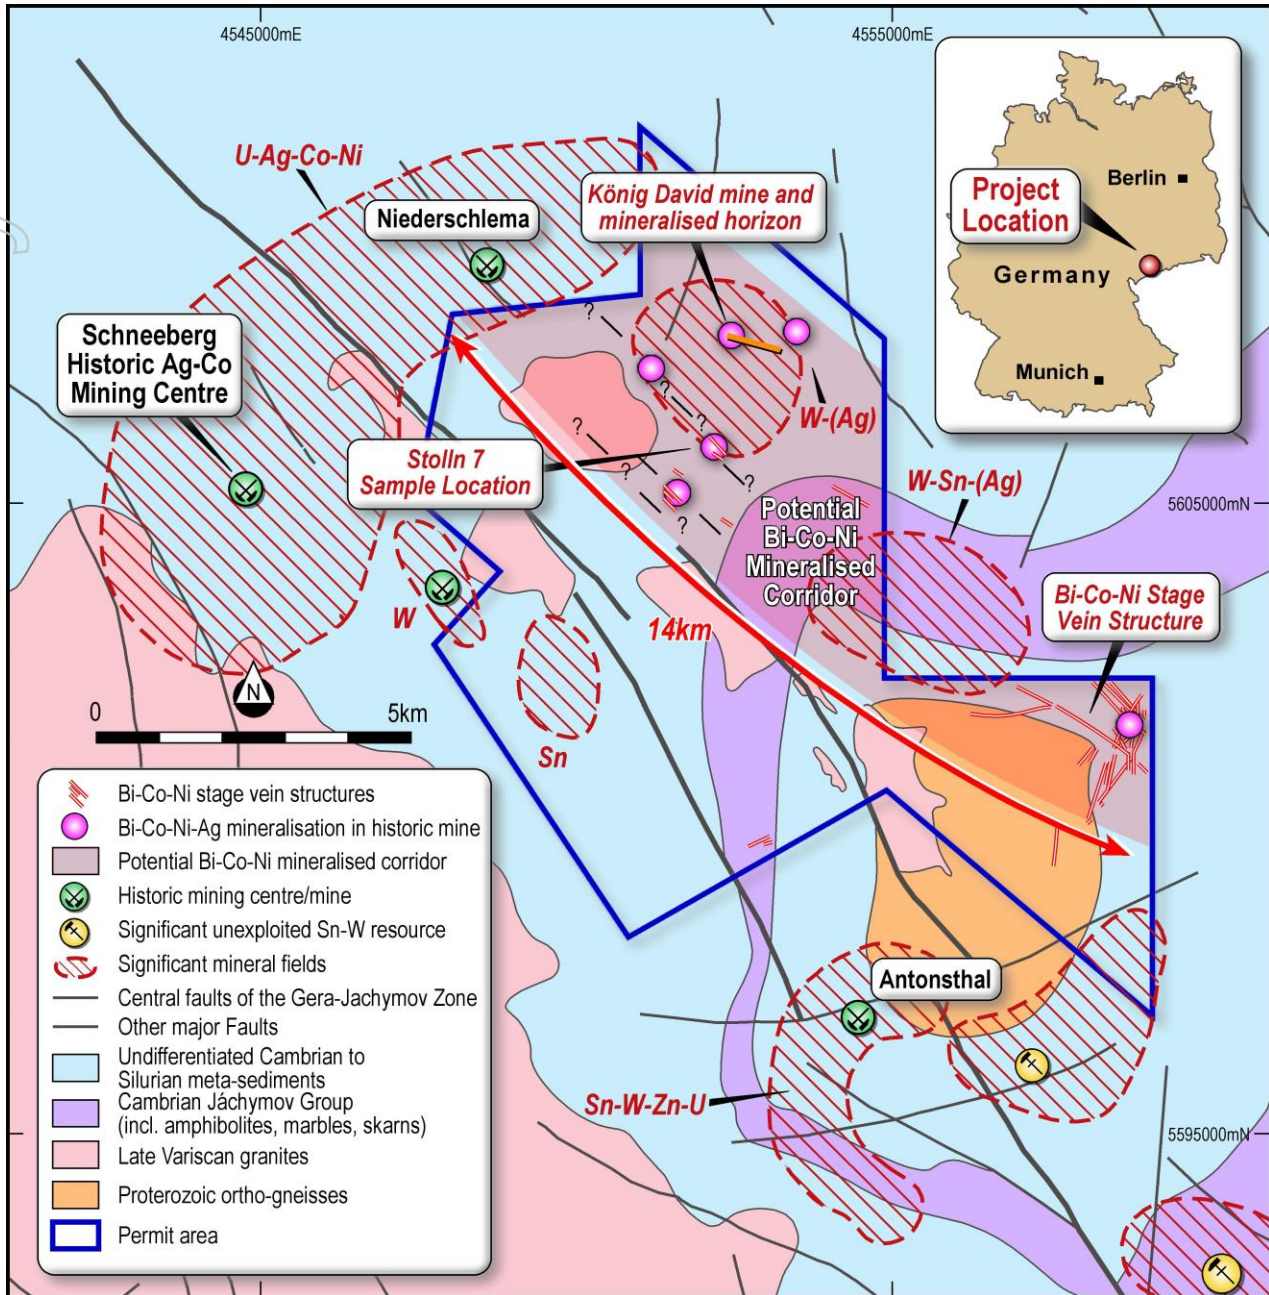 4545000mE
4555000mE
U-Ag-Co-Ni
Niederschlema
König David mine and
mineralised horizon
Project
Location
Berlin
Germany
Munich
Schneeberg
Historic Ag-Co
Mining Centre
?
?
?
?
?
?
?
?
W-(Ag)
Stolln 7
Sample Location
W-Sn-(Ag)
5605000mN
Potential
Bi-Co-Ni
Mineralised
Corridor
Bi-Co-Ni Stage
Vein Structure
W
14km
N
0
5km
Sn
Bi-Co-Ni stage vein structures
Bi-Co-Ni-Ag mineralisation in historic mine
Potential Bi-Co-Ni mineralised corridor
Historic mining centre/mine
Significant unexploited Sn-W resource
Significant mineral fields
Central faults of the Gera-Jachymov Zone
Other major Faults
Undifferentiated Cambrian to
Silurian meta-sediments
Cambrian Jáchymov Group
(incl. amphibolites, marbles, skarns)
Late Variscan granites
Proterozoic ortho-gneisses
Permit area
Antonsthal
Sn-W-Zn-U
5595000mN